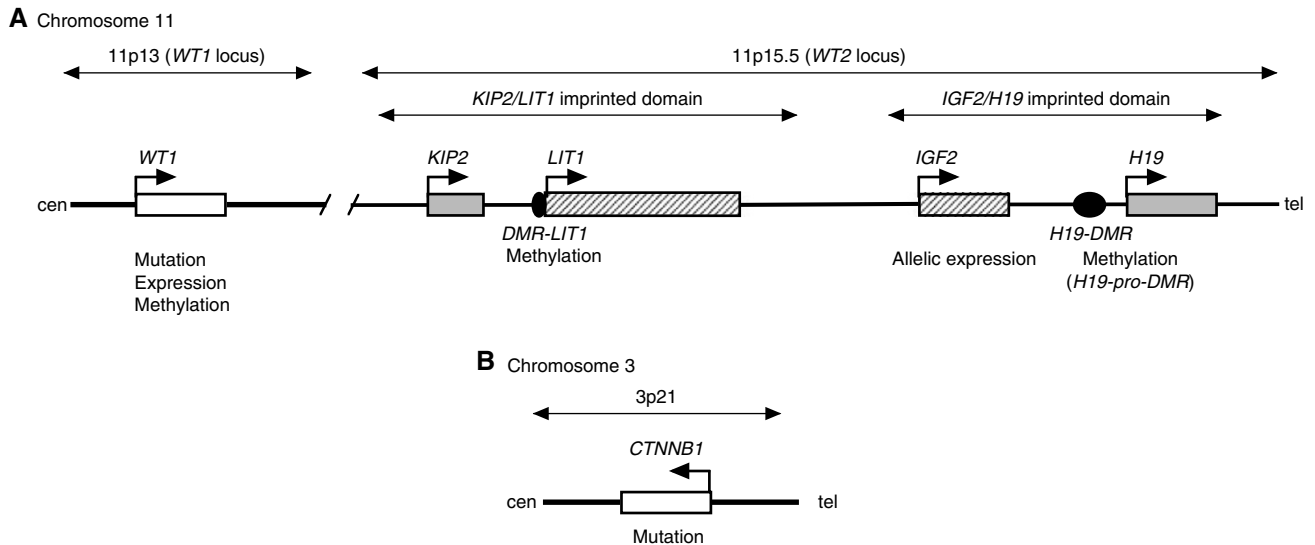 A Chromosome 11
11p13 (WT1 locus)
11p15.5 (WT2 locus)
KIP2/LIT1 imprinted domain
IGF2/H19 imprinted domain
WT1
KIP2
LIT1
IGF2
H19
cen
tel
DMR-LIT1
Methylation
H19-DMR
Mutation
Expression
Methylation
Allelic expression
Methylation
(H19-pro-DMR)
B Chromosome 3
3p21
CTNNB1
cen
tel
Mutation